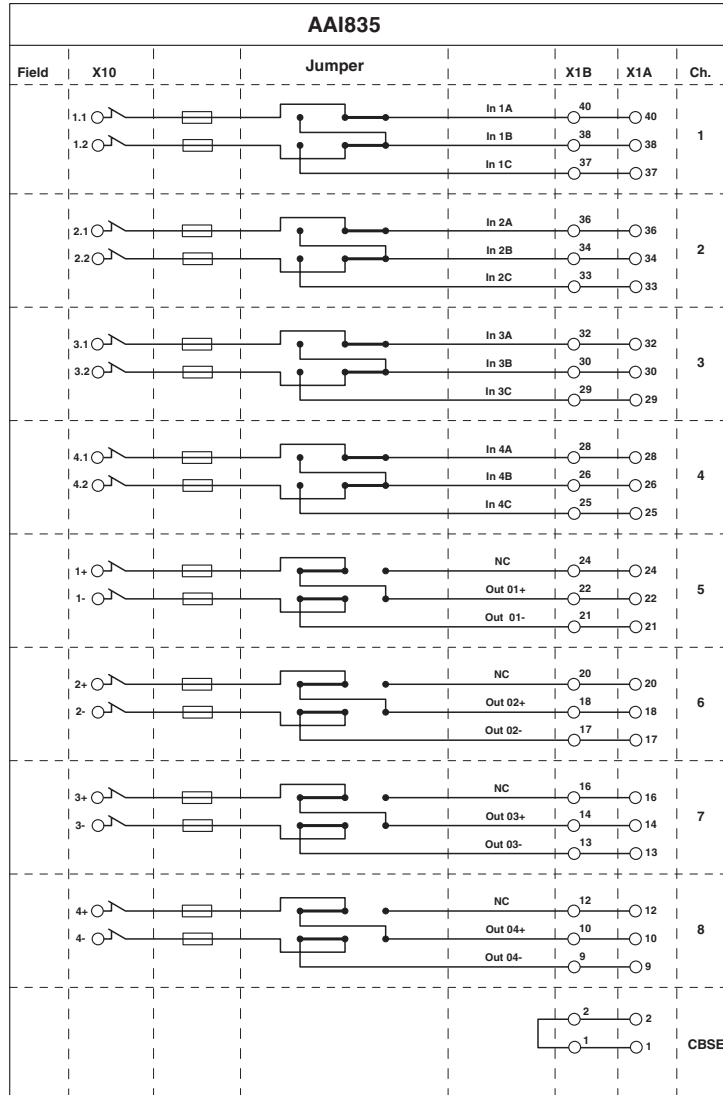 AAI835
Field X10 Jumper X1B X1A Ch.
1.1 In 1A 40 40
1.2 In 1B 38 38 1
In 1C 37 37
2.1 In 2A 36 36
2.2 In 2B 34 34 2
In 2C 33 33
3.1 In 3A 32 32
3.2 In 3B 30 30 3
In 3C 29 29
4.1 In 4A 28 28
4.2 In 4B 26 26 4
In 4C 25 25
1+ NC 24 24
1- Out 01+ 22 22 5
Out 01- 21 21
2+ NC 20 20
2- Out 02+ 18 18 6
Out 02- 17 17
3+ NC 16 16
3- Out 03+ 14 14 7
Out 03- 13 13
4+ NC 12 12
4- Out 04+ 10 10 8
Out 04- 9 9
2 2
1 1 CBSE